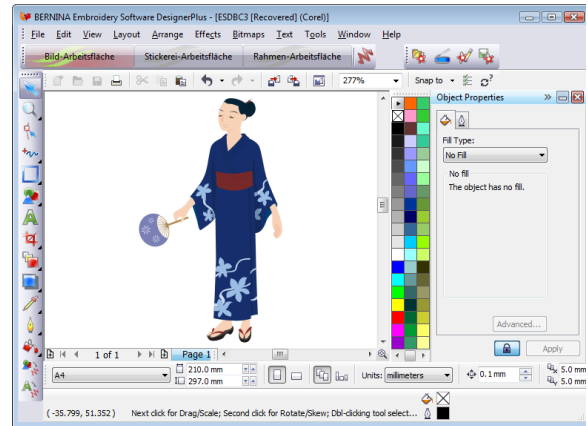 BERNINA Embroidery Software DesignerPlus - [ESDBC3 [Recovered] (Corel)]
File Edit View Layout Arrange Effects Bitmaps Text Tools Window Help
Bild-Arbeitsfläche Stickerei-Arbeitsfläche Rahmen-Arbeitsfläche
277% Snap to
Object Properties
Fill Type:
No Fill
No fill
The object has no fill.
Advanced...
Apply
1 of 1 Page 1
A4 210.0 mm 297.0 mm Units: millimeters 0.1 mm 5.0 mm 5.0 mm
( -35.799, 51.352 ) Next click for Drag/Scale; Second click for Rotate/Skew; Dbl-clicking tool select...